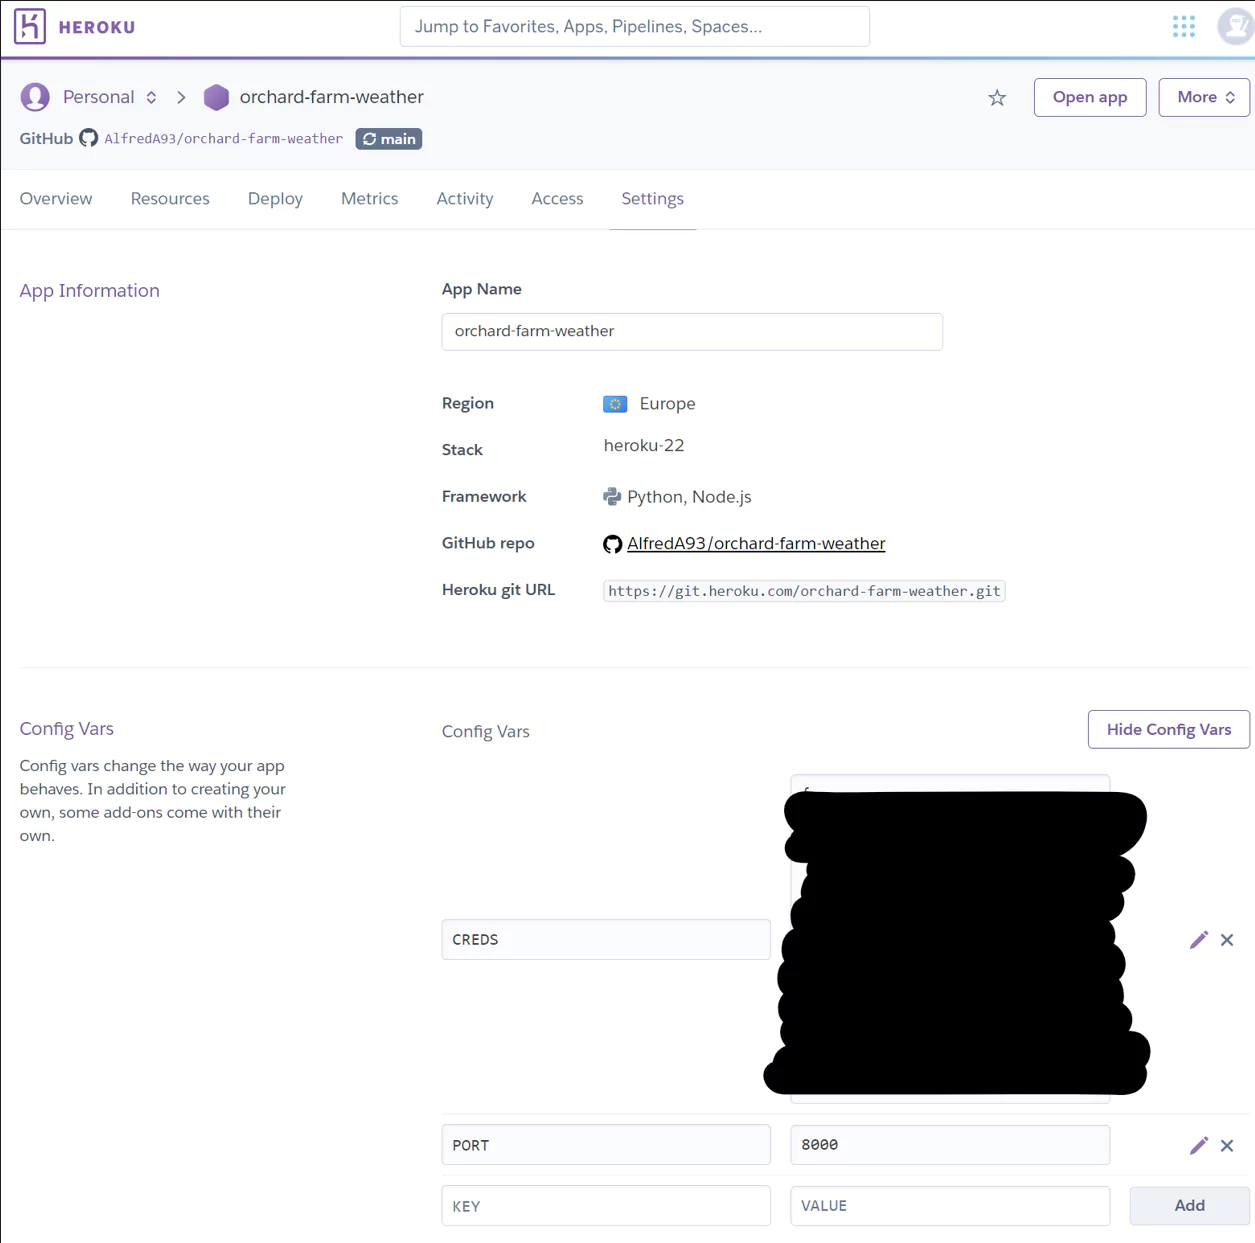 HEROKU
Jump to Favorites, Apps, Pipelines, Spaces...
Personal
orchard-farm-weather
Open app
More
GitHub AlfredA93/orchard-farm-weather main
Overview Resources Deploy Metrics Activity Access Settings
App Information
App Name
orchard-farm-weather
Region Europe
Stack heroku-22
Framework Python, Node.js
GitHub repo AlfredA93/orchard-farm-weather
Heroku git URL https://git.heroku.com/orchard-farm-weather.git
Config Vars
Config vars change the way your app
behaves. In addition to creating your
own, some add-ons come with their
own.
Config Vars
Hide Config Vars
CREDS
PORT 8000
KEY VALUE Add